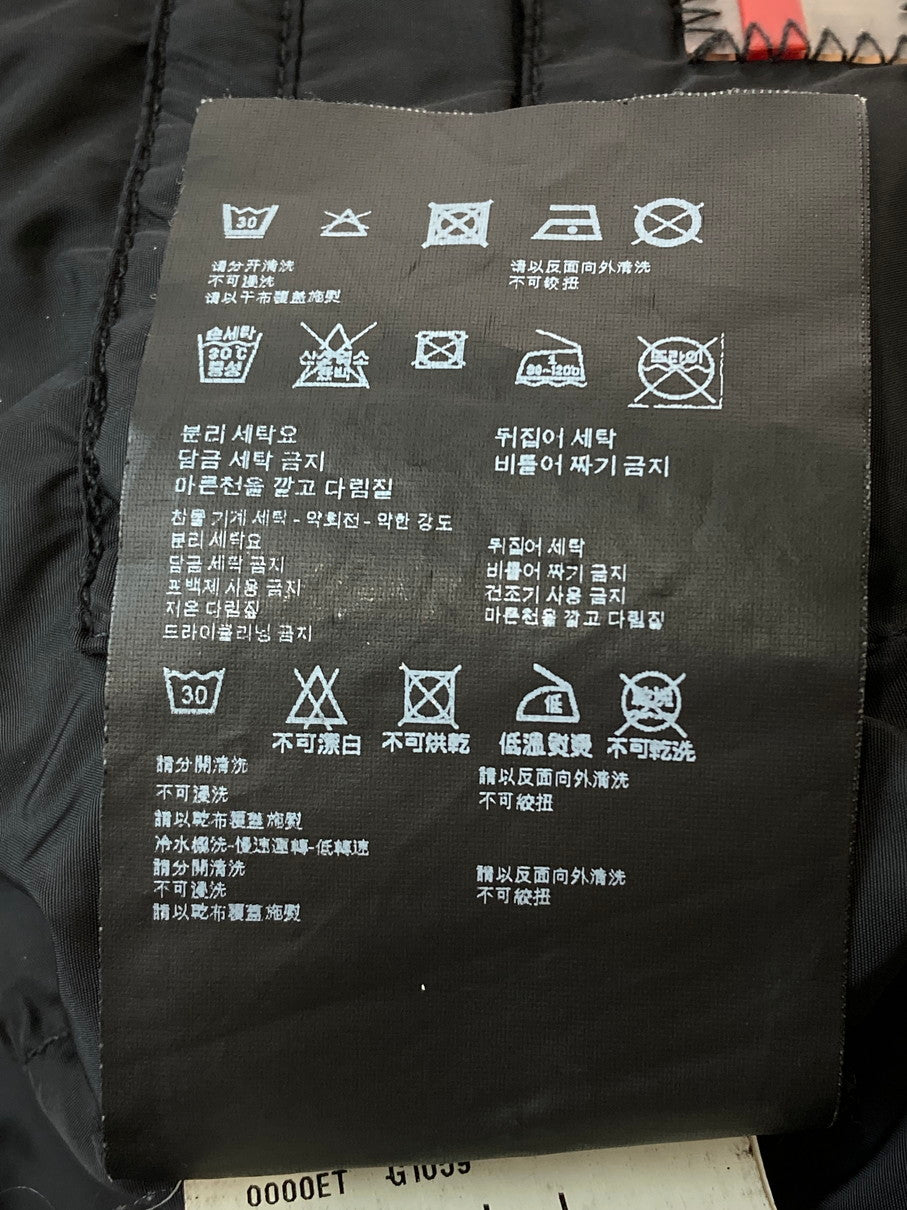 30
请分开清洗 请以反面向外清洗
不可浸洗 不可绞扭
请以干布覆盖施熨
손세탁
30℃
중성
산소염소
표백
80~120℃
드라이
분리 세탁요 뒤집어 세탁
담금 세탁 금지 비틀어 짜기 금지
마른천을 깔고 다림질
찬물 기계 세탁 - 약회전 - 약한 강도
분리 세탁요 뒤집어 세탁
담금 세탁 금지 비틀어 짜기 금지
표백제 사용 금지 건조기 사용 금지
저온 다림질 마른천을 깔고 다림질
드라이클리닝 금지
30 低
不可漂白 不可烘乾 低溫熨燙 不可乾洗
請分開清洗 請以反面向外清洗
不可浸洗 不可絞扭
請以乾布覆蓋施熨
冷水機洗-慢速運轉-低轉速
請分開清洗 請以反面向外清洗
不可浸洗 不可絞扭
請以乾布覆蓋施熨
0000ET G1059